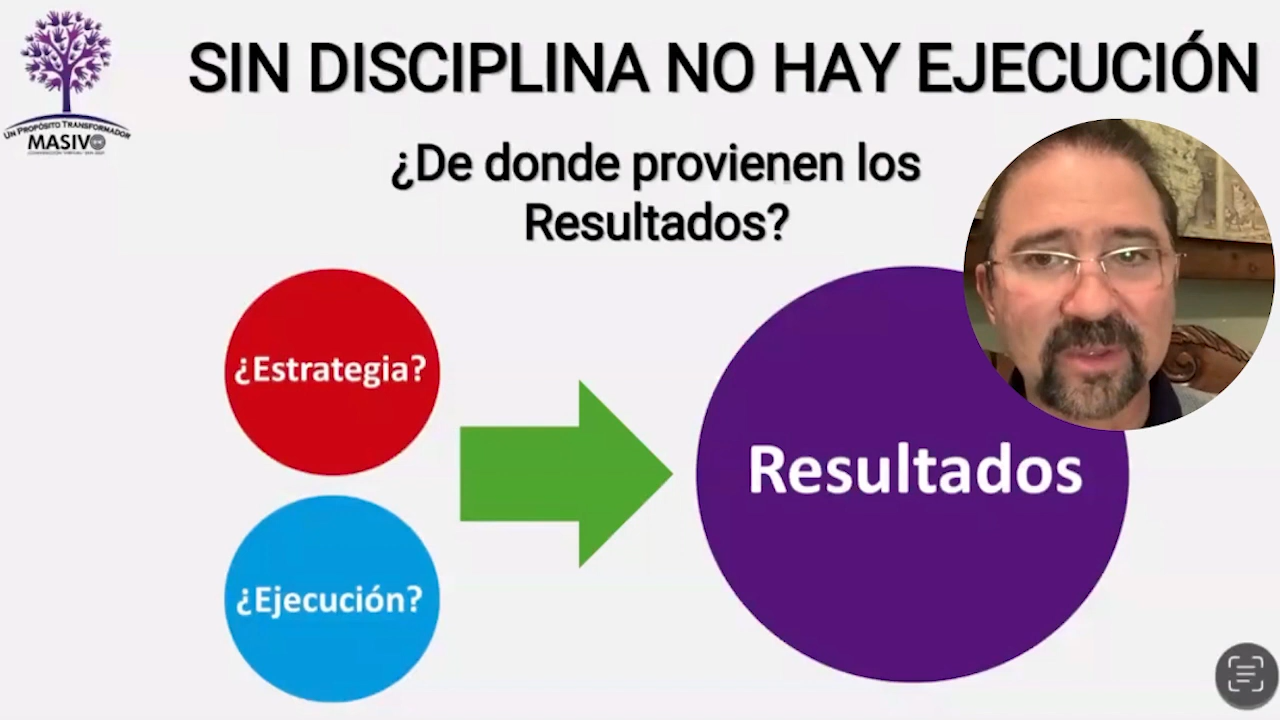 SIN DISCIPLINA NO HAY EJECUCIÓN
UN PROPÓSITO TRANSFORMADOR
MASIVO
¿De donde provienen los
Resultados?
¿Estrategia?
Resultados
¿Ejecución?